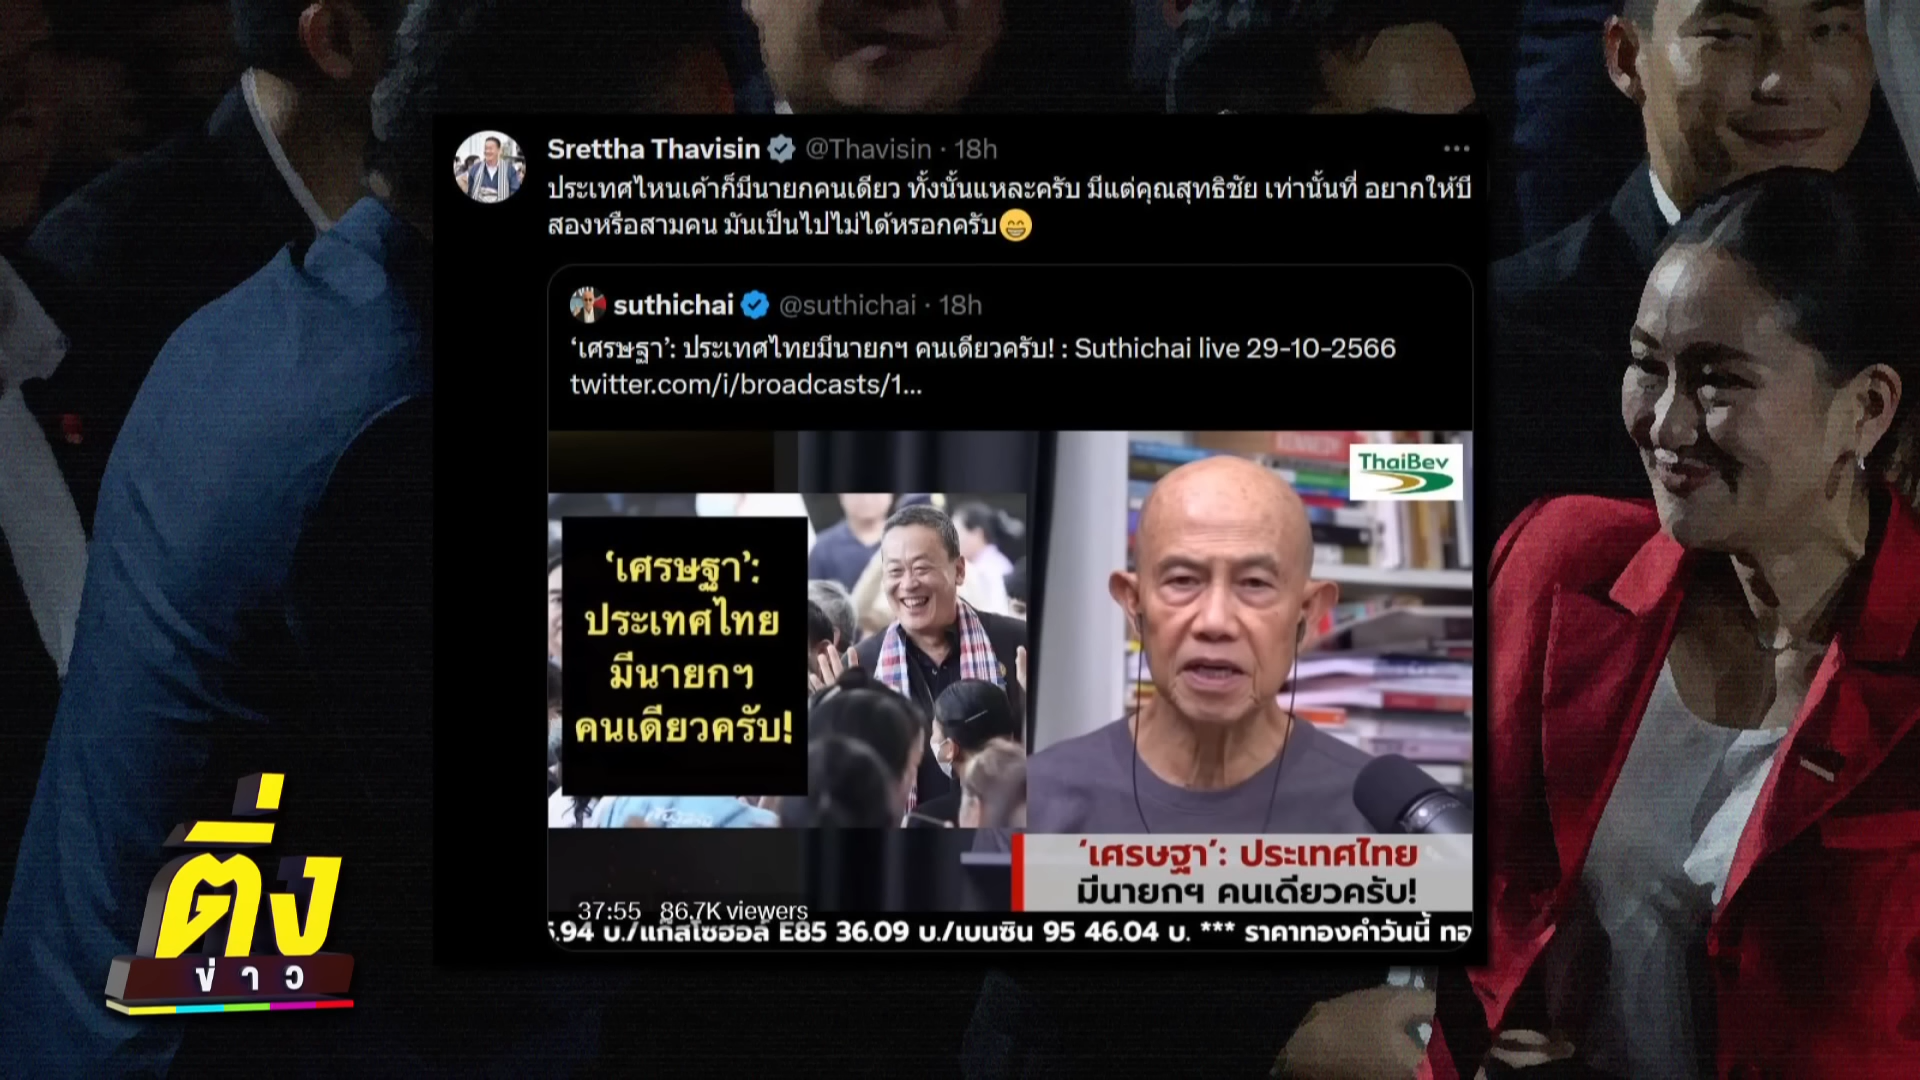 Srettha Thavisin @Thavisin · 18h
ประเทศไหนเค้าก็มีนายกคนเดียว ทั้งนั้นแหละครับ มีแต่คุณสุทธิชัย เท่านั้นที่ อยากให้มี
สองหรือสามคน มันเป็นไปไม่ได้หรอกครับ😁
suthichai @suthichai · 18h
‘เศรษฐา’: ประเทศไทยมีนายกฯ คนเดียวครับ! : Suthichai live 29-10-2566
twitter.com/i/broadcasts/1...
ThaiBev
‘เศรษฐา’:
ประเทศไทย
มีนายกฯ
คนเดียวครับ!
‘เศรษฐา’: ประเทศไทย
มีนายกฯ คนเดียวครับ!
37:55 86.7K viewers
5.94 บ./แก๊สโซฮอล์ E85 36.09 บ./เบนซิน 95 46.04 บ. *** ราคาทองคำวันนี้ ทอ
ติ่ง
ข่าว